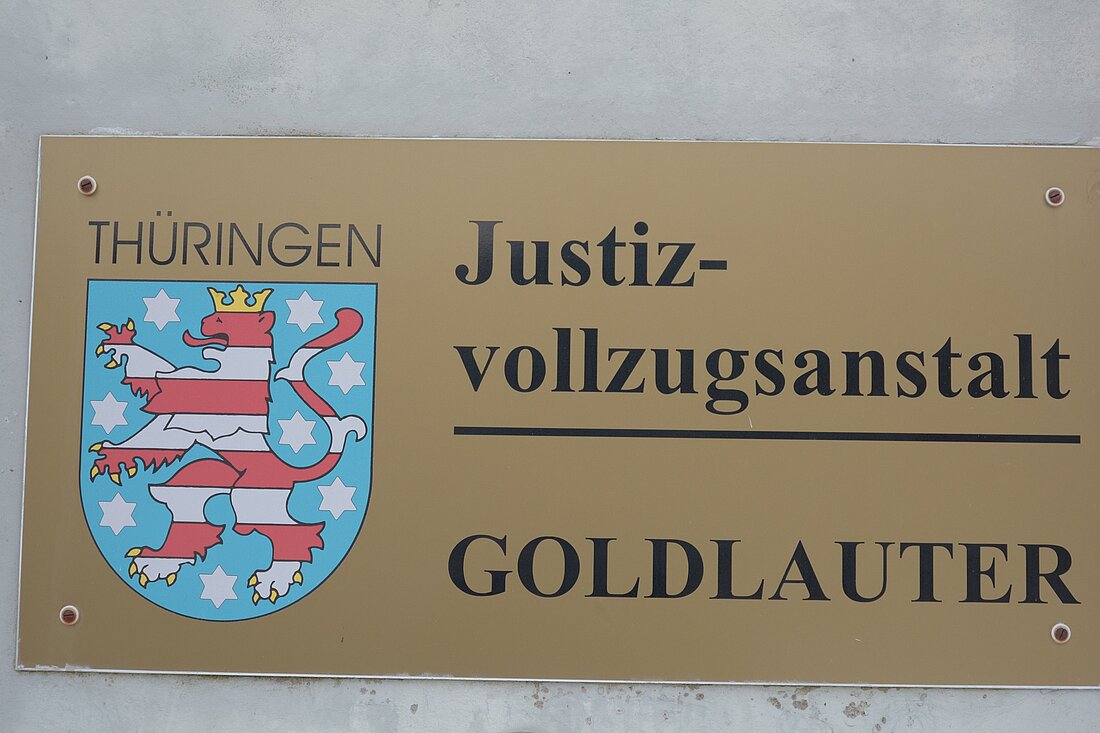 THÜRINGEN
Justiz-
vollzugsanstalt
GOLDLAUTER